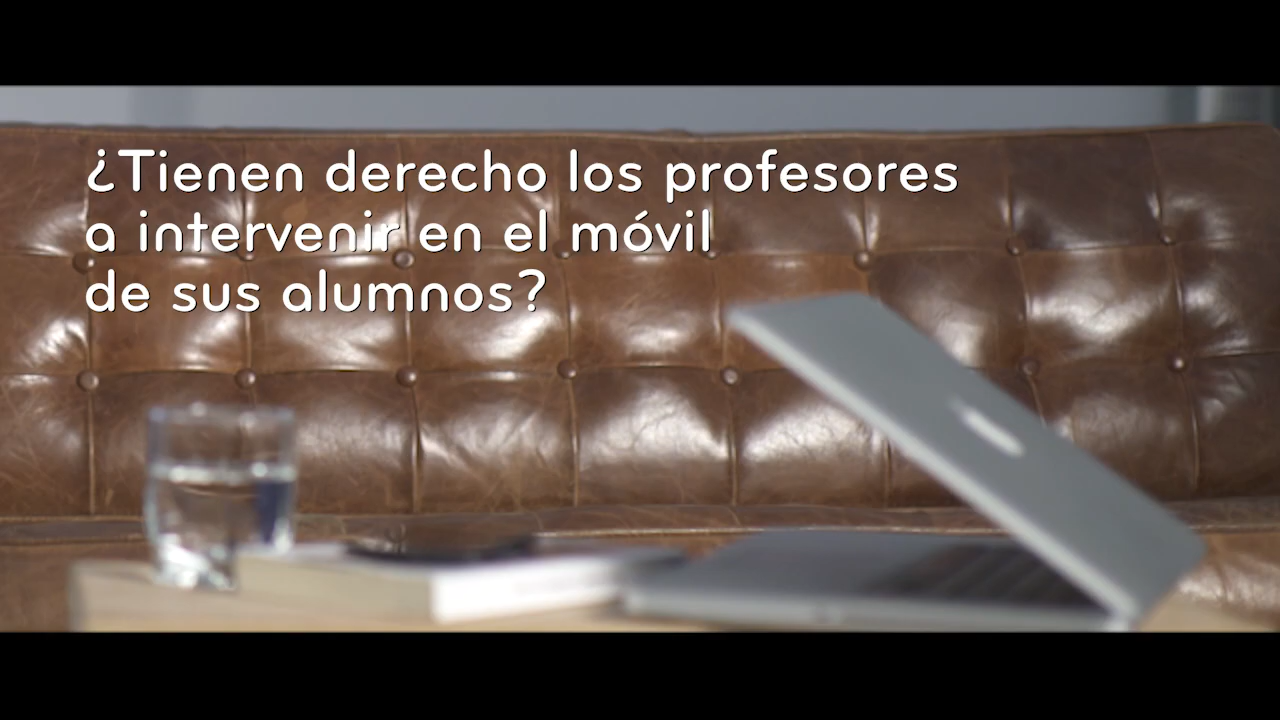 ¿Tienen derecho los profesores
a intervenir en el móvil
de sus alumnos?